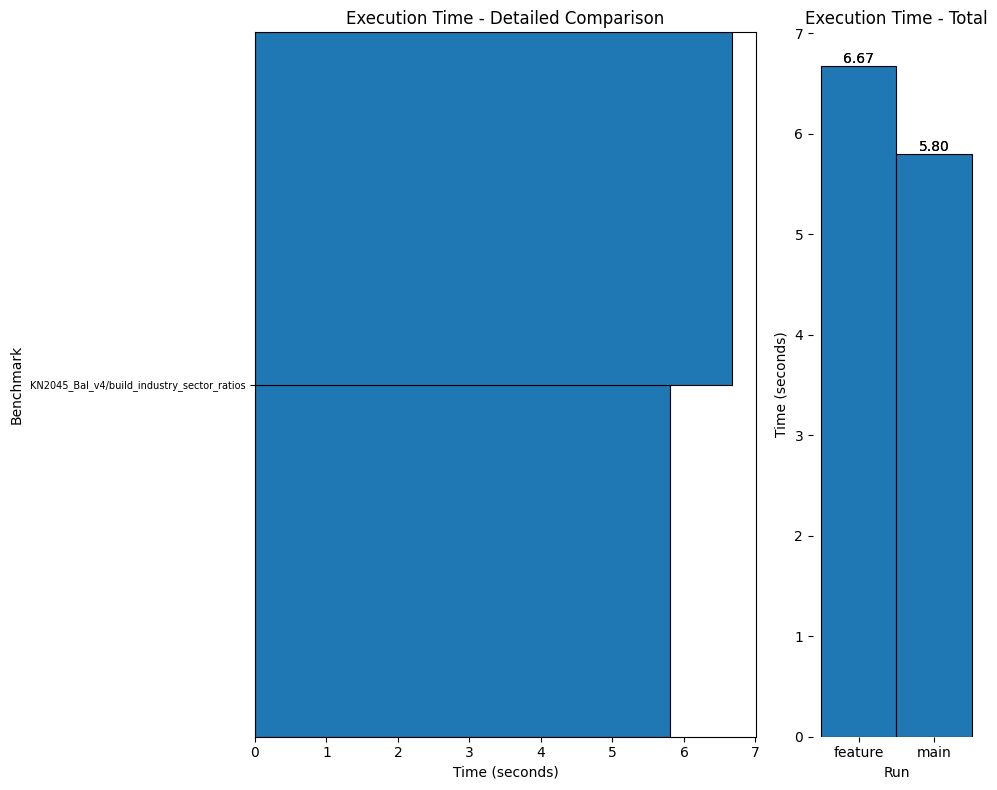 Execution Time - Detailed Comparison
Benchmark
KN2045_Bal_v4/build_industry_sector_ratios
0 1 2 3 4 5 6 7
Time (seconds)
Execution Time - Total
Time (seconds)
7
6
5
4
3
2
1
0
6.67
5.80
feature main
Run